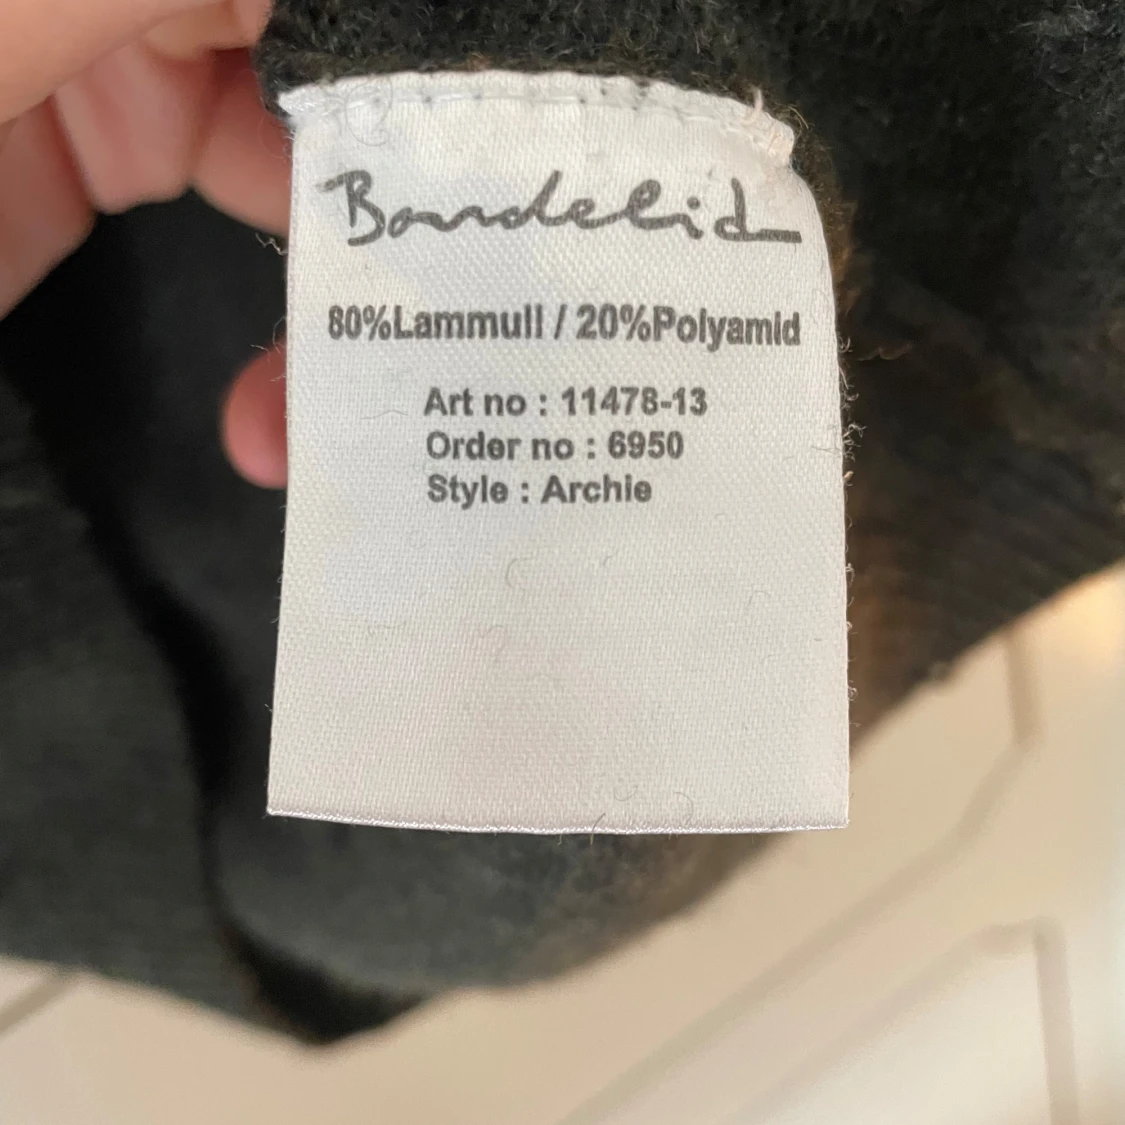 Bondelid
80%Lammull / 20%Polyamid
Art no : 11478-13
Order no : 6950
Style : Archie